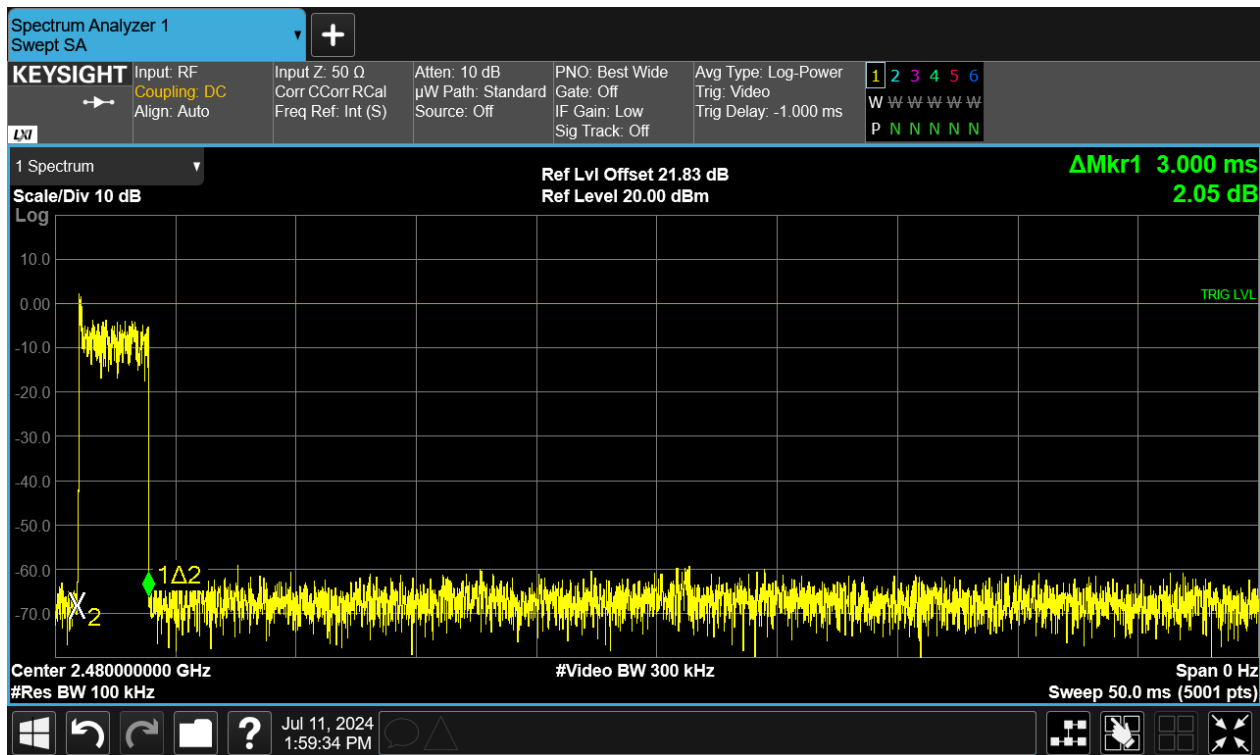 Spectrum Analyzer 1
Swept SA
KEYSIGHT
LXI
Input: RF
Coupling: DC
Align: Auto
Input Z: 50 Ω
Corr CCorr RCal
Freq Ref: Int (S)
Atten: 10 dB
µW Path: Standard
Source: Off
PNO: Best Wide
Gate: Off
IF Gain: Low
Sig Track: Off
Avg Type: Log-Power
Trig: Video
Trig Delay: -1.000 ms
1 2 3 4 5 6
W W W W W W
P N N N N N
1 Spectrum
Scale/Div 10 dB
Ref Lvl Offset 21.83 dB
Ref Level 20.00 dBm
ΔMkr1 3.000 ms
2.05 dB
Log
10.0
0.00
-10.0
-20.0
-30.0
-40.0
-50.0
-60.0
-70.0
TRIG LVL
1Δ2
X2
Center 2.480000000 GHz
#Res BW 100 kHz
#Video BW 300 kHz
Span 0 Hz
Sweep 50.0 ms (5001 pts)
?
Jul 11, 2024
1:59:34 PM